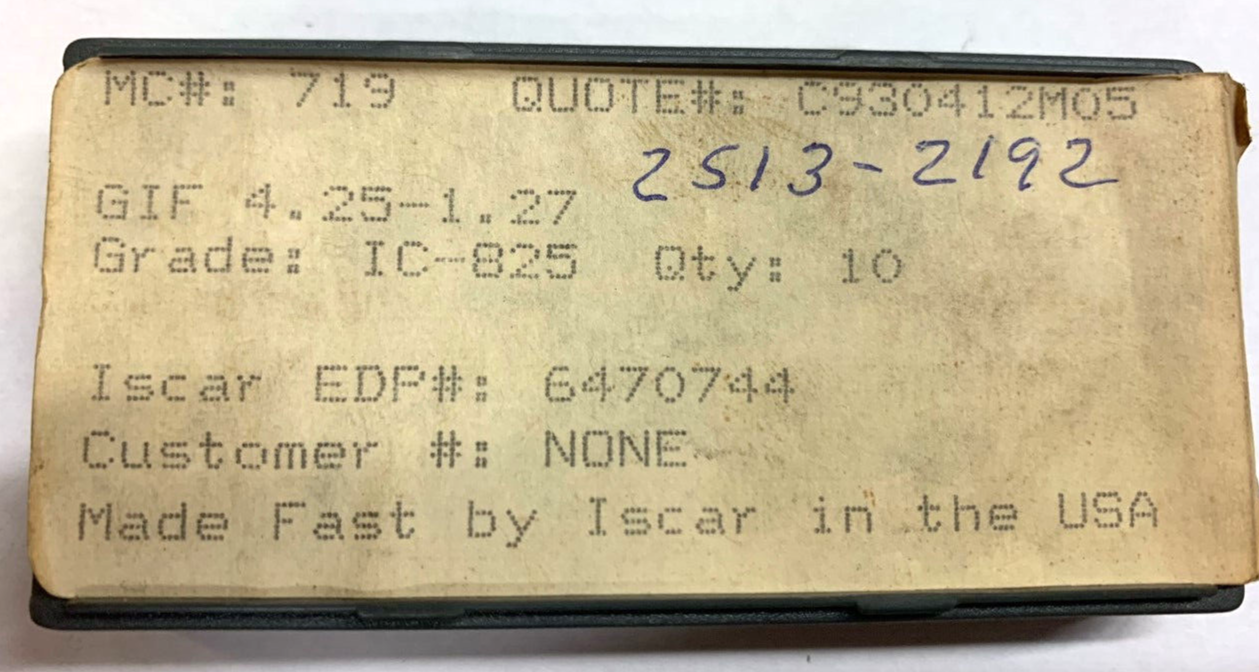 MC#: 719 QUOTE#: C930412M05
2513-2192
GIF 4.25-1.27
Grade: IC-825 Qty: 10
Iscar EDP#: 6470744
Customer #: NONE
Made Fast by Iscar in the USA